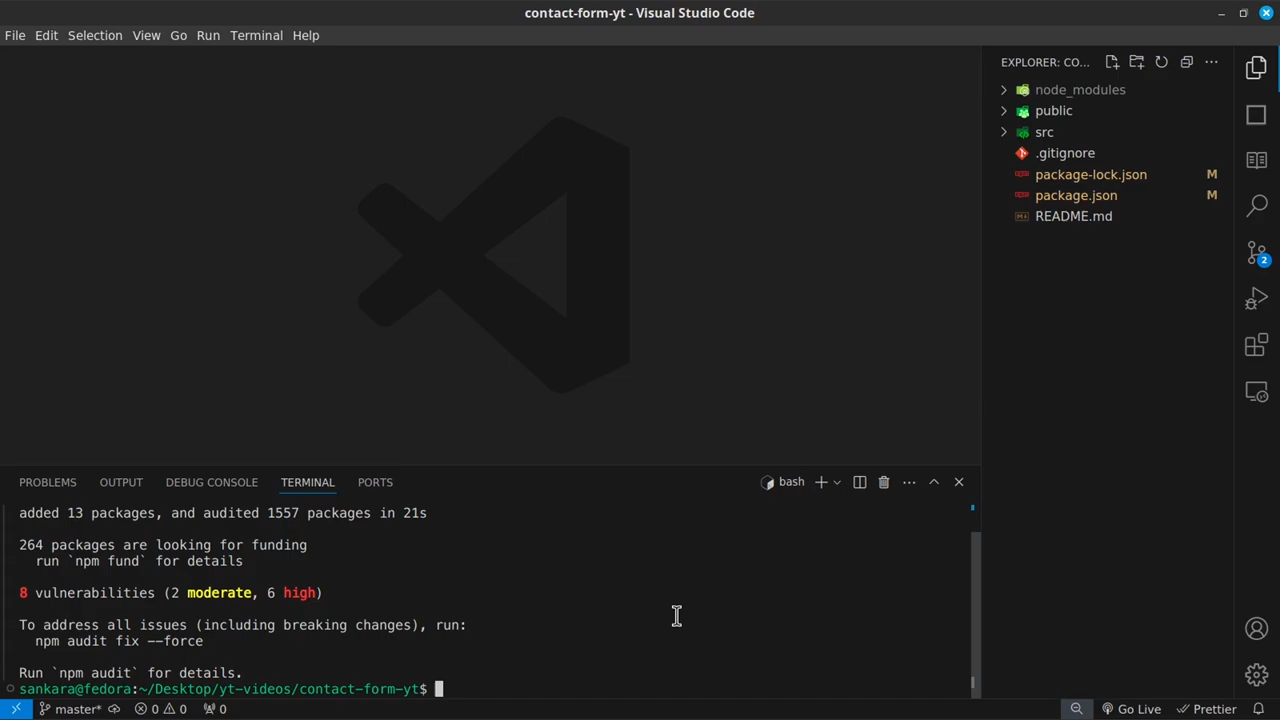 contact-form-yt - Visual Studio Code
File Edit Selection View Go Run Terminal Help
EXPLORER: CO...
node_modules
public
src
.gitignore
package-lock.json M
package.json M
README.md
2
PROBLEMS OUTPUT DEBUG CONSOLE TERMINAL PORTS
bash
added 13 packages, and audited 1557 packages in 21s
264 packages are looking for funding
run `npm fund` for details
8 vulnerabilities (2 moderate, 6 high)
To address all issues (including breaking changes), run:
npm audit fix --force
Run `npm audit` for details.
sankara@fedora:~/Desktop/yt-videos/contact-form-yt$
master* 0 0 0 Go Live Prettier